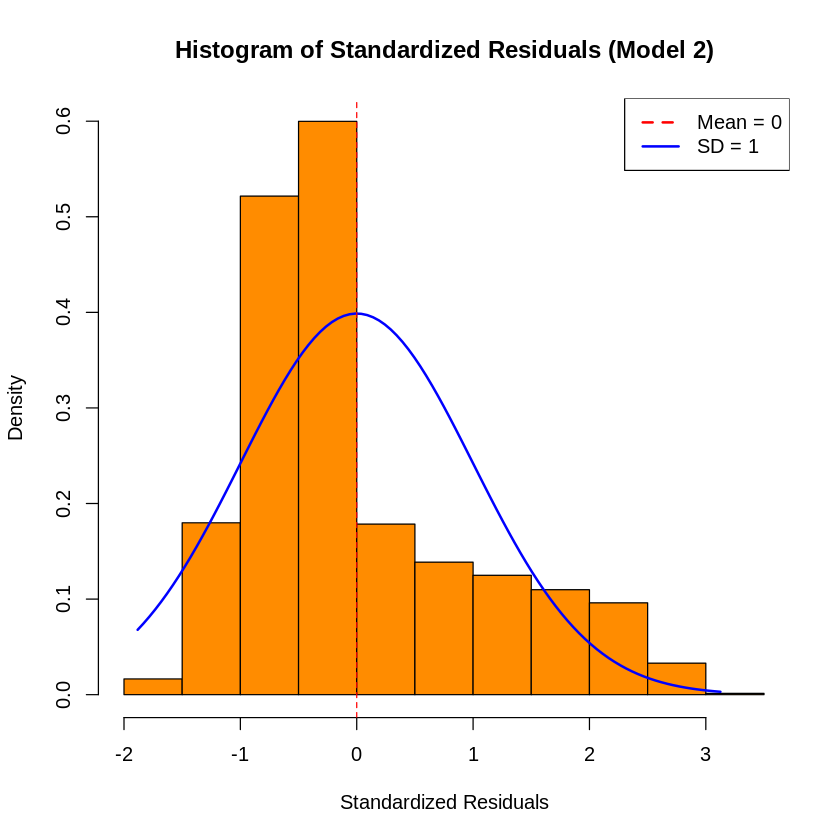 Histogram of Standardized Residuals (Model 2)
Mean = 0
SD = 1
Density
0.6
0.5
0.4
0.3
0.2
0.1
0.0
-2 -1 0 1 2 3
Standardized Residuals